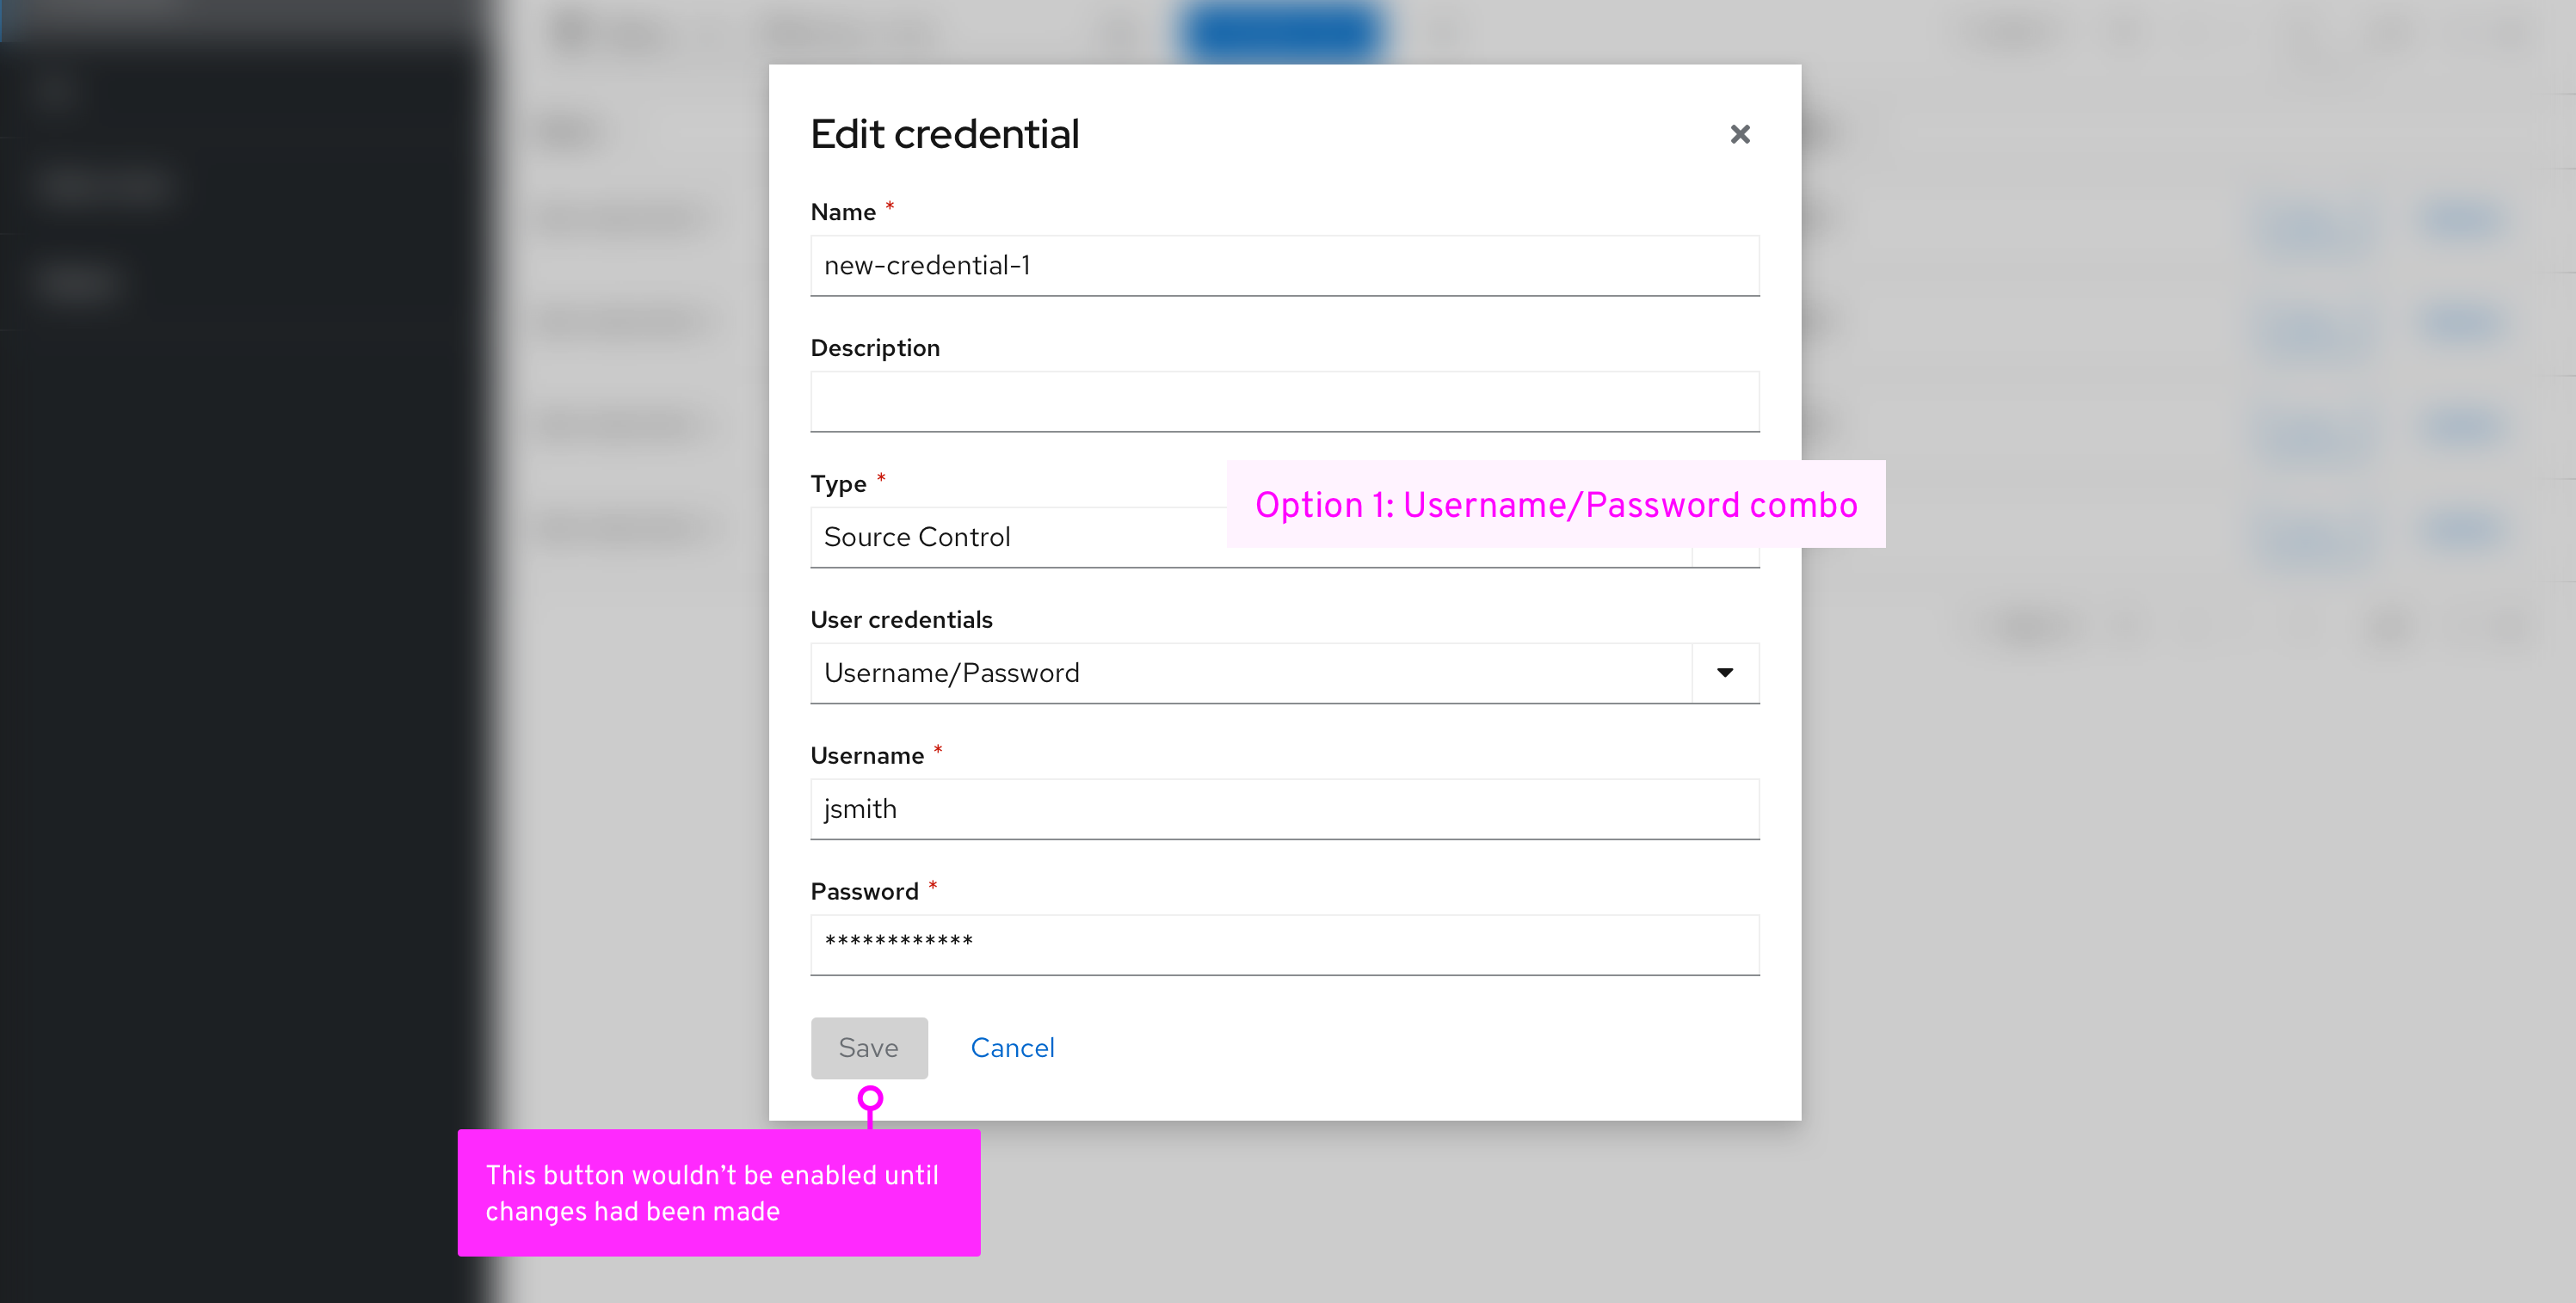 Edit credential
Name *
new-credential-1
Description
Type *
Option 1: Username/Password combo
Source Control
User credentials
Username/Password
Username *
jsmith
Password *
************
Save Cancel
This button wouldn't be enabled until
changes had been made